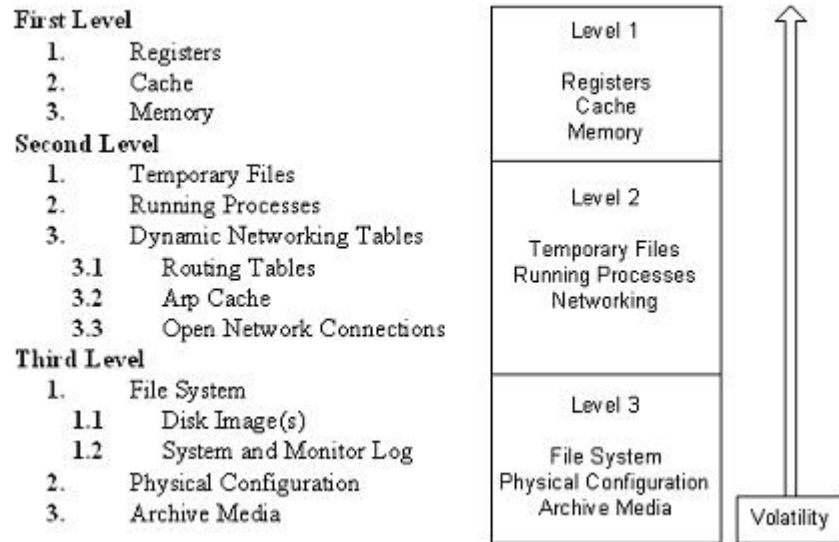 First Level
1. Registers
2. Cache
3. Memory
Second Level
1. Temporary Files
2. Running Processes
3. Dynamic Networking Tables
3.1 Routing Tables
3.2 Arp Cache
3.3 Open Network Connections
Third Level
1. File System
1.1 Disk Image(s)
1.2 System and Monitor Log
2. Physical Configuration
3. Archive Media
Level 1
Registers
Cache
Memory
Level 2
Temporary Files
Running Processes
Networking
Level 3
File System
Physical Configuration
Archive Media
Volatility